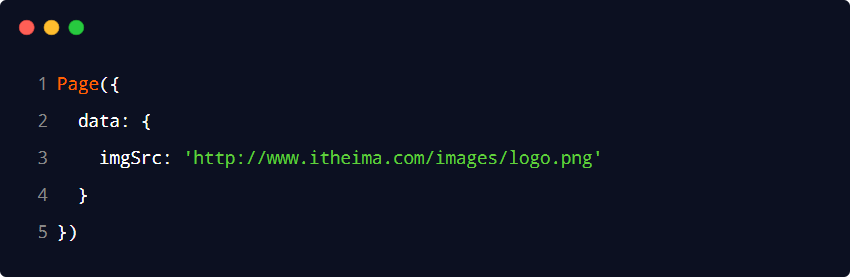 1 Page({
2   data: {
3     imgSrc: 'http://www.itheima.com/images/logo.png'
4   }
5 })